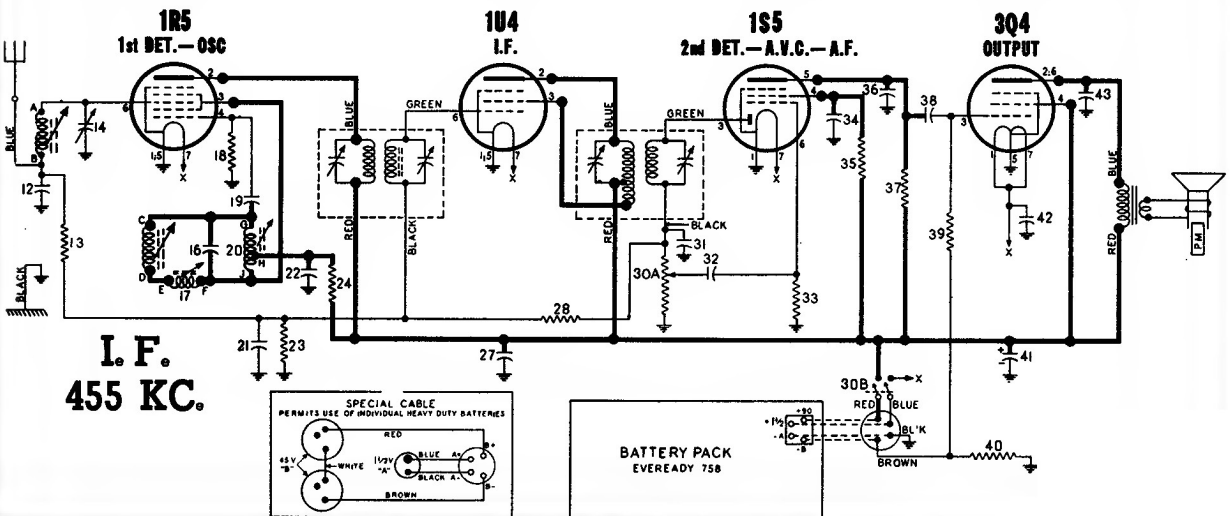 1R5
1st DET.—OSC
1U4
I.F.
1S5
2nd DET.—A.V.C.—A.F.
3Q4
OUTPUT
2
3
4
6
1,5
7
X
A
B
BLUE
14
12
13
18
19
C
D
E
F
G
H
J
16
17
20
22
24
BLACK
BLUE
RED
GREEN
BLACK
2
3
6
1,5
7
X
BLUE
RED
GREEN
BLACK
31
30A
32
5
4
3
6
1
7
X
34
35
36
33
37
38
39
2:6
4
3
1
5
7
X
42
43
BLUE
RED
PM
21
23
28
27
41
I. F.
455 KC.
30B
X
RED
BLUE
BL'K
BROWN
40
SPECIAL CABLE
PERMITS USE OF INDIVIDUAL HEAVY DUTY BATTERIES
RED
45 V
"B"
WHITE
1½V
"A"
BLUE
A+
BLACK
A-
B+
B-
BROWN
BATTERY PACK
EVEREADY 758
+90
+1½
-A
-B